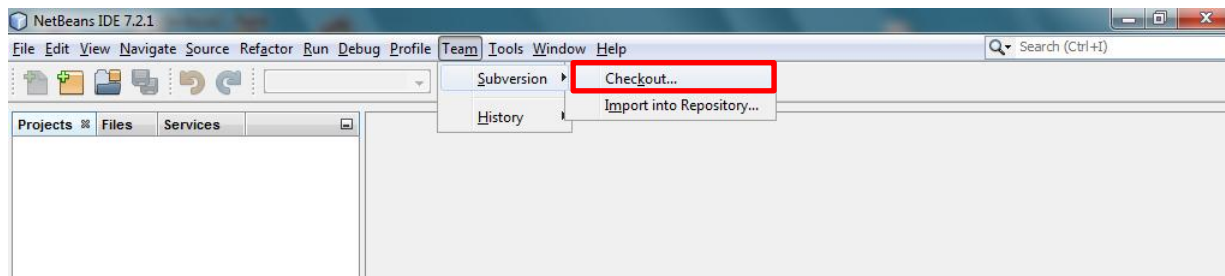 NetBeans IDE 7.2.1
File Edit View Navigate Source Refactor Run Debug Profile Team Tools Window Help Search (Ctrl+I)
Subversion Checkout...
Import into Repository...
History
Projects Files Services